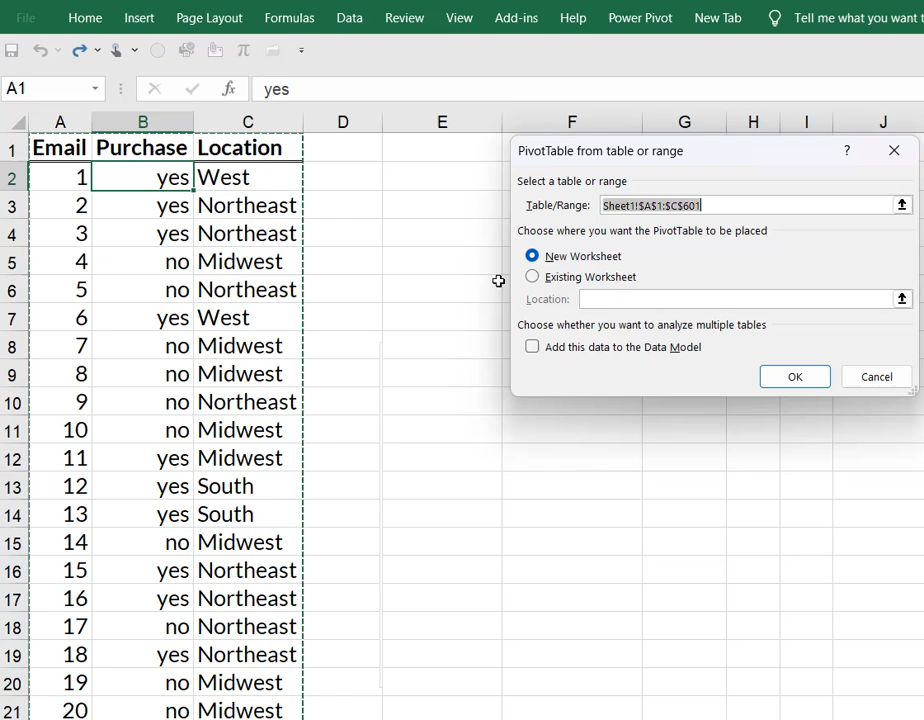 File Home Insert Page Layout Formulas Data Review View Add-ins Help Power Pivot New Tab Tell me what you want t
A1 fx yes
A B C D E F G H I J
1 Email Purchase Location
2 1 yes West
3 2 yes Northeast
4 3 yes Northeast
5 4 no Midwest
6 5 no Northeast
7 6 yes West
8 7 no Midwest
9 8 no Midwest
10 9 no Northeast
11 10 no Midwest
12 11 yes Midwest
13 12 yes South
14 13 yes South
15 14 no Midwest
16 15 yes Northeast
17 16 yes Northeast
18 17 no Northeast
19 18 yes Northeast
20 19 no Midwest
21 20 no Midwest
PivotTable from table or range ?
Select a table or range
Table/Range: Sheet1!$A$1:$C$601
Choose where you want the PivotTable to be placed
New Worksheet
Existing Worksheet
Location:
Choose whether you want to analyze multiple tables
Add this data to the Data Model
OK Cancel